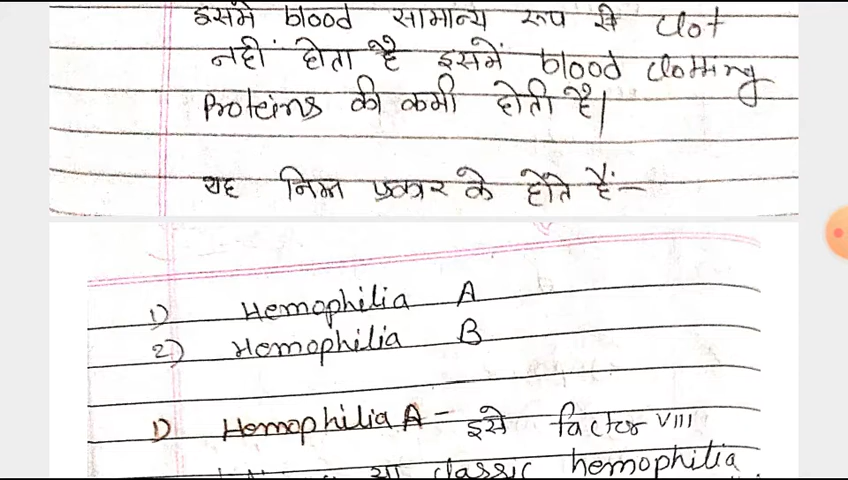 इसमे blood सामान्य रूप से clot
नहीं होता है इसमें blood clotting
Proteins की कमी होती है|
यह निम्न प्रकार के होते हैं-
1) Hemophilia A
2) Hemophilia B
1) Hemophilia A - इसे factor VIII
या classic hemophilia